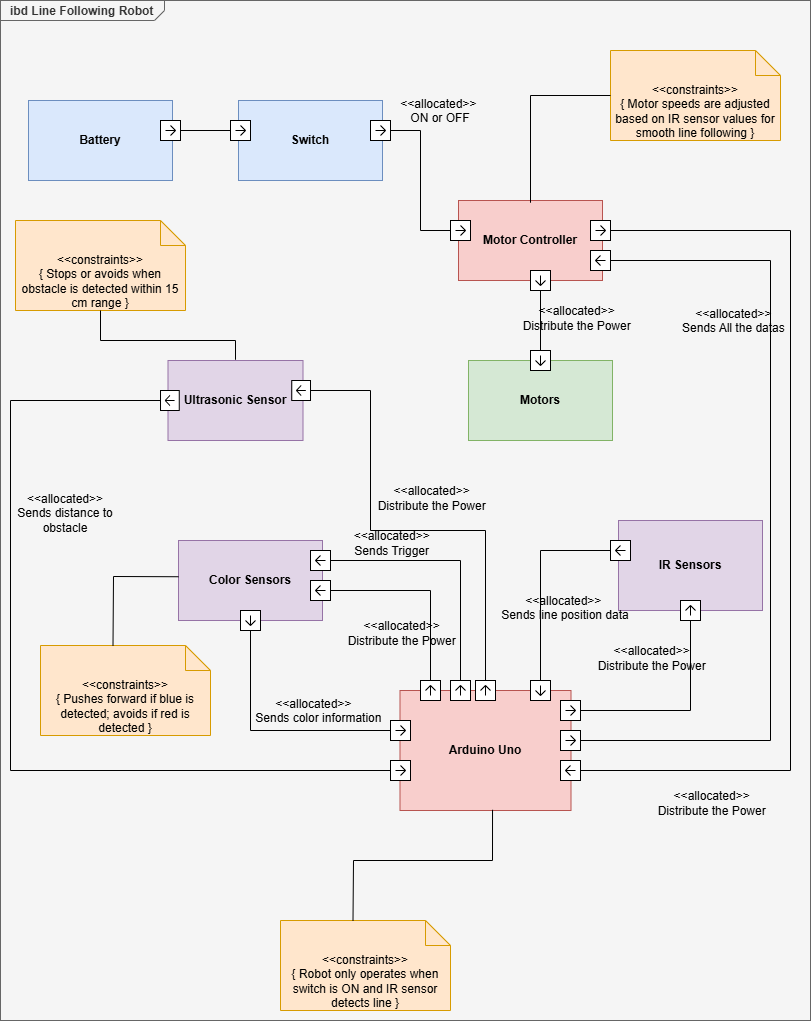 ibd Line Following Robot
<<constraints>>
{ Motor speeds are adjusted
based on IR sensor values for
smooth line following }
<<allocated>>
ON or OFF
Battery
Switch
Motor Controller
<<constraints>>
{ Stops or avoids when
obstacle is detected within 15
cm range }
<<allocated>>
Distribute the Power
<<allocated>>
Sends All the datas
Ultrasonic Sensor
Motors
<<allocated>>
Sends distance to
obstacle
<<allocated>>
Distribute the Power
<<allocated>>
Sends Trigger
Color Sensors
IR Sensors
<<allocated>>
Sends line position data
<<allocated>>
Distribute the Power
<<allocated>>
Distribute the Power
<<constraints>>
{ Pushes forward if blue is
detected; avoids if red is
detected }
<<allocated>>
Sends color information
Arduino Uno
<<allocated>>
Distribute the Power
<<constraints>>
{ Robot only operates when
switch is ON and IR sensor
detects line }